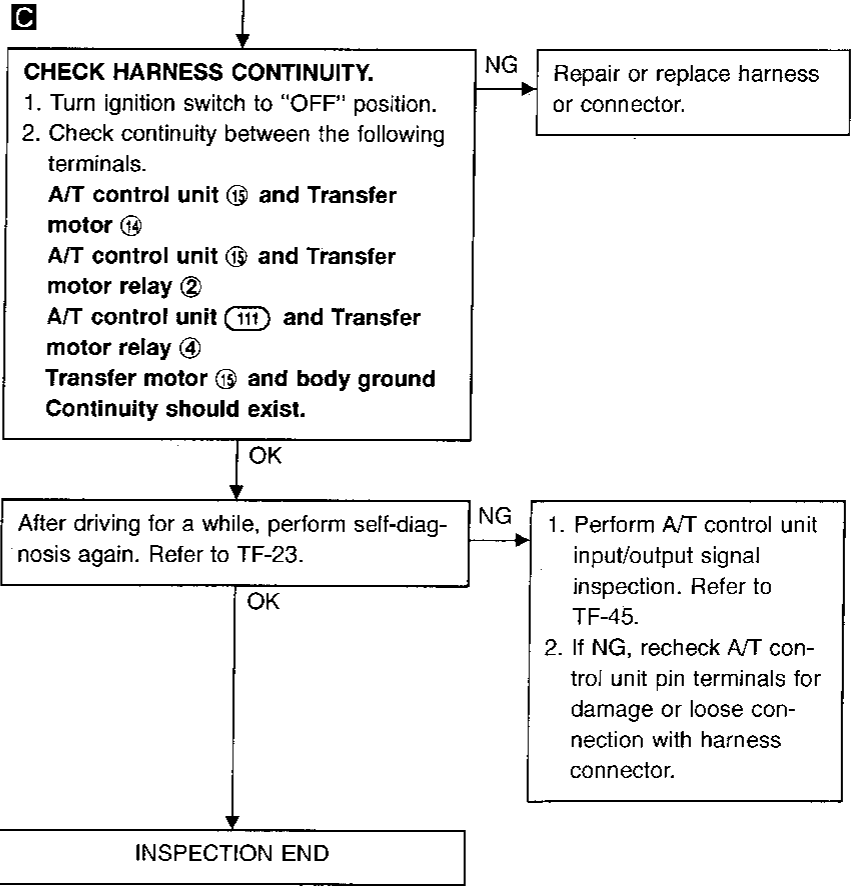 C
CHECK HARNESS CONTINUITY.
1. Turn ignition switch to "OFF" position.
2. Check continuity between the following
terminals.
A/T control unit ⑮ and Transfer
motor ⑭
A/T control unit ⑮ and Transfer
motor relay ②
A/T control unit (111) and Transfer
motor relay ④
Transfer motor ⑮ and body ground
Continuity should exist.
NG
Repair or replace harness
or connector.
OK
After driving for a while, perform self-diag-
nosis again. Refer to TF-23.
NG
1. Perform A/T control unit
input/output signal
inspection. Refer to
TF-45.
2. If NG, recheck A/T con-
trol unit pin terminals for
damage or loose con-
nection with harness
connector.
OK
INSPECTION END